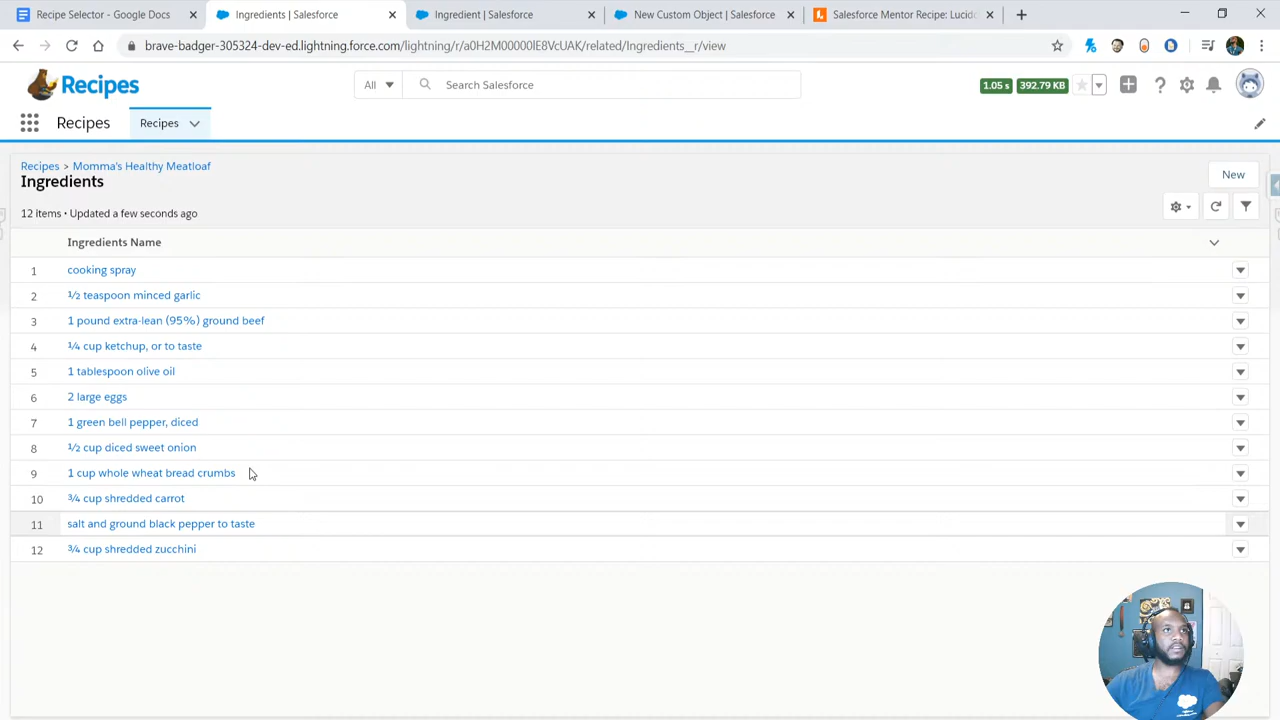 Recipe Selector - Google Docs
Ingredients | Salesforce
Ingredient | Salesforce
New Custom Object | Salesforce
Salesforce Mentor Recipe: Lucid
brave-badger-305324-dev-ed.lightning.force.com/lightning/r/a0H2M00000lEBVcUAK/related/Ingredients__r/view
Recipes
All
Search Salesforce
1.05 s
392.79 KB
Recipes
Recipes
Recipes > Momma's Healthy Meatloaf
Ingredients
New
12 items • Updated a few seconds ago
Ingredients Name
1 cooking spray
2 ½ teaspoon minced garlic
3 1 pound extra-lean (95%) ground beef
4 ¼ cup ketchup, or to taste
5 1 tablespoon olive oil
6 2 large eggs
7 1 green bell pepper, diced
8 ½ cup diced sweet onion
9 1 cup whole wheat bread crumbs
10 ¾ cup shredded carrot
11 salt and ground black pepper to taste
12 ¾ cup shredded zucchini